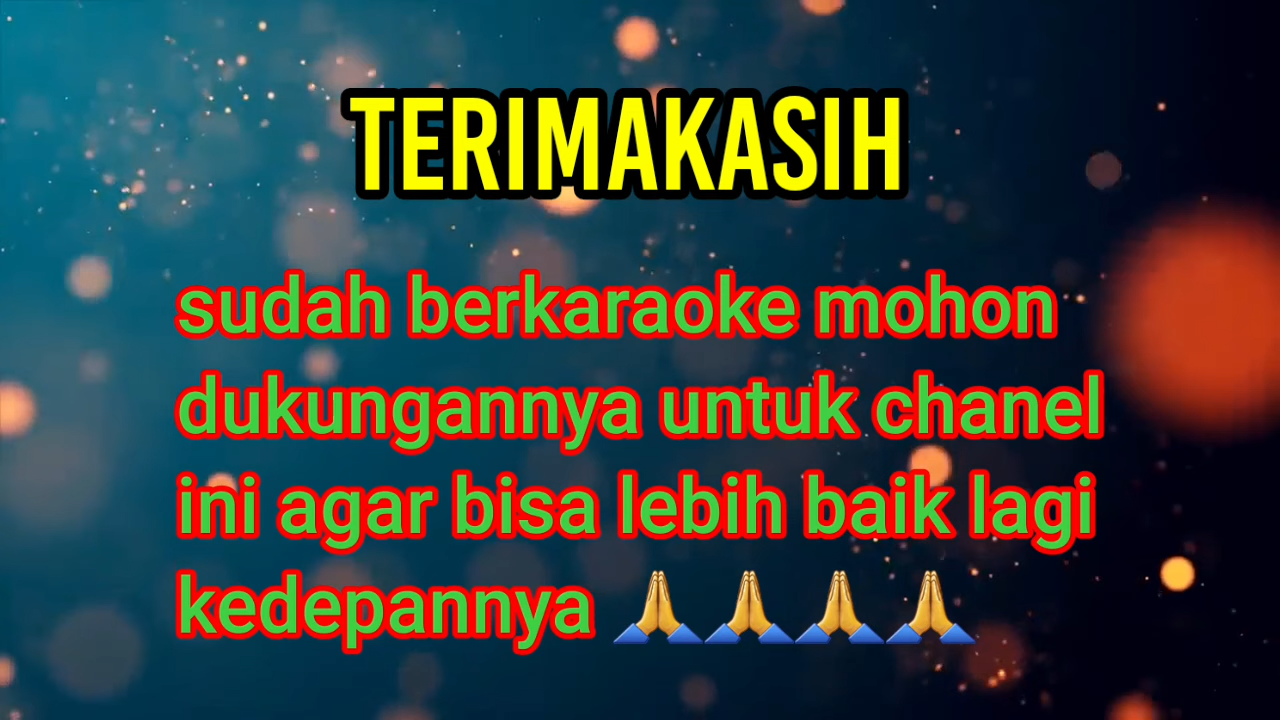 TERIMAKASIH
sudah berkaraoke mohon
dukungannya untuk chanel
ini agar bisa lebih baik lagi
kedepannya 🙏🙏🙏🙏